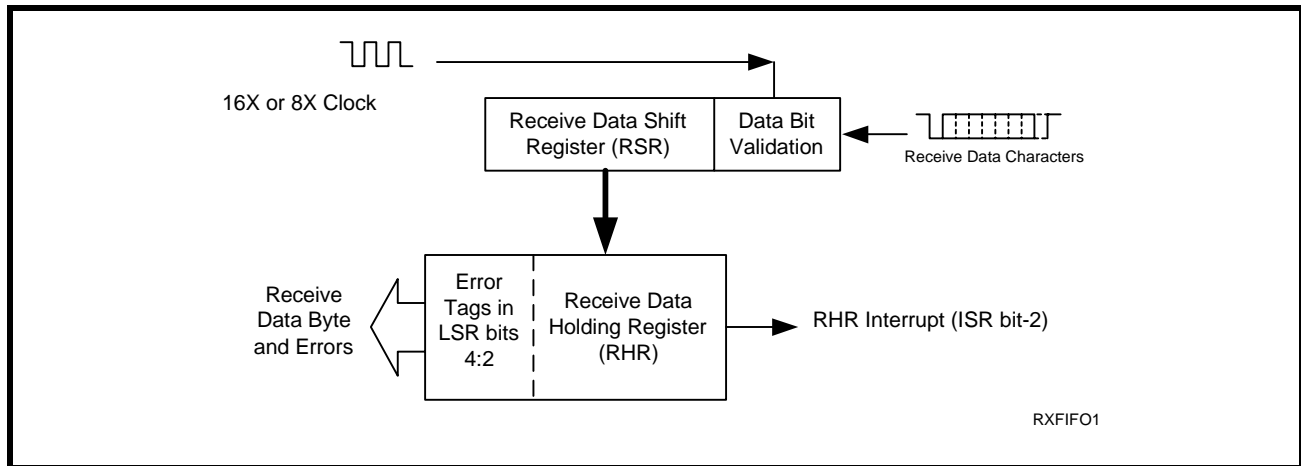 16X or 8X Clock
Receive Data Shift
Register (RSR)
Data Bit
Validation
Receive Data Characters
Receive
Data Byte
and Errors
Error
Tags in
LSR bits
4:2
Receive Data
Holding Register
(RHR)
RHR Interrupt (ISR bit-2)
RXFIFO1